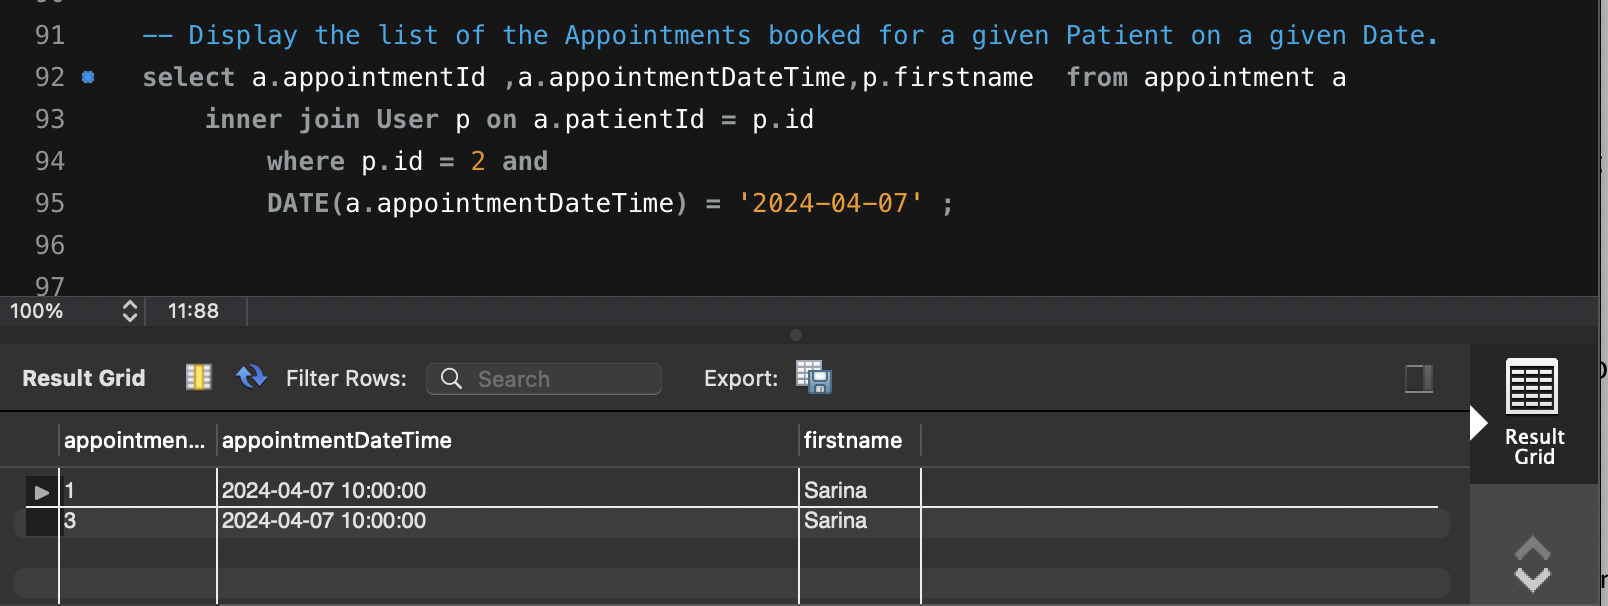 91 -- Display the list of the Appointments booked for a given Patient on a given Date.
92 select a.appointmentId ,a.appointmentDateTime,p.firstname  from appointment a
93 inner join User p on a.patientId = p.id
94 where p.id = 2 and
95 DATE(a.appointmentDateTime) = '2024-04-07' ;
96
97
100% 11:88
Result Grid Filter Rows: Search Export:
Result
Grid
appointmen... appointmentDateTime firstname
1 2024-04-07 10:00:00 Sarina
3 2024-04-07 10:00:00 Sarina